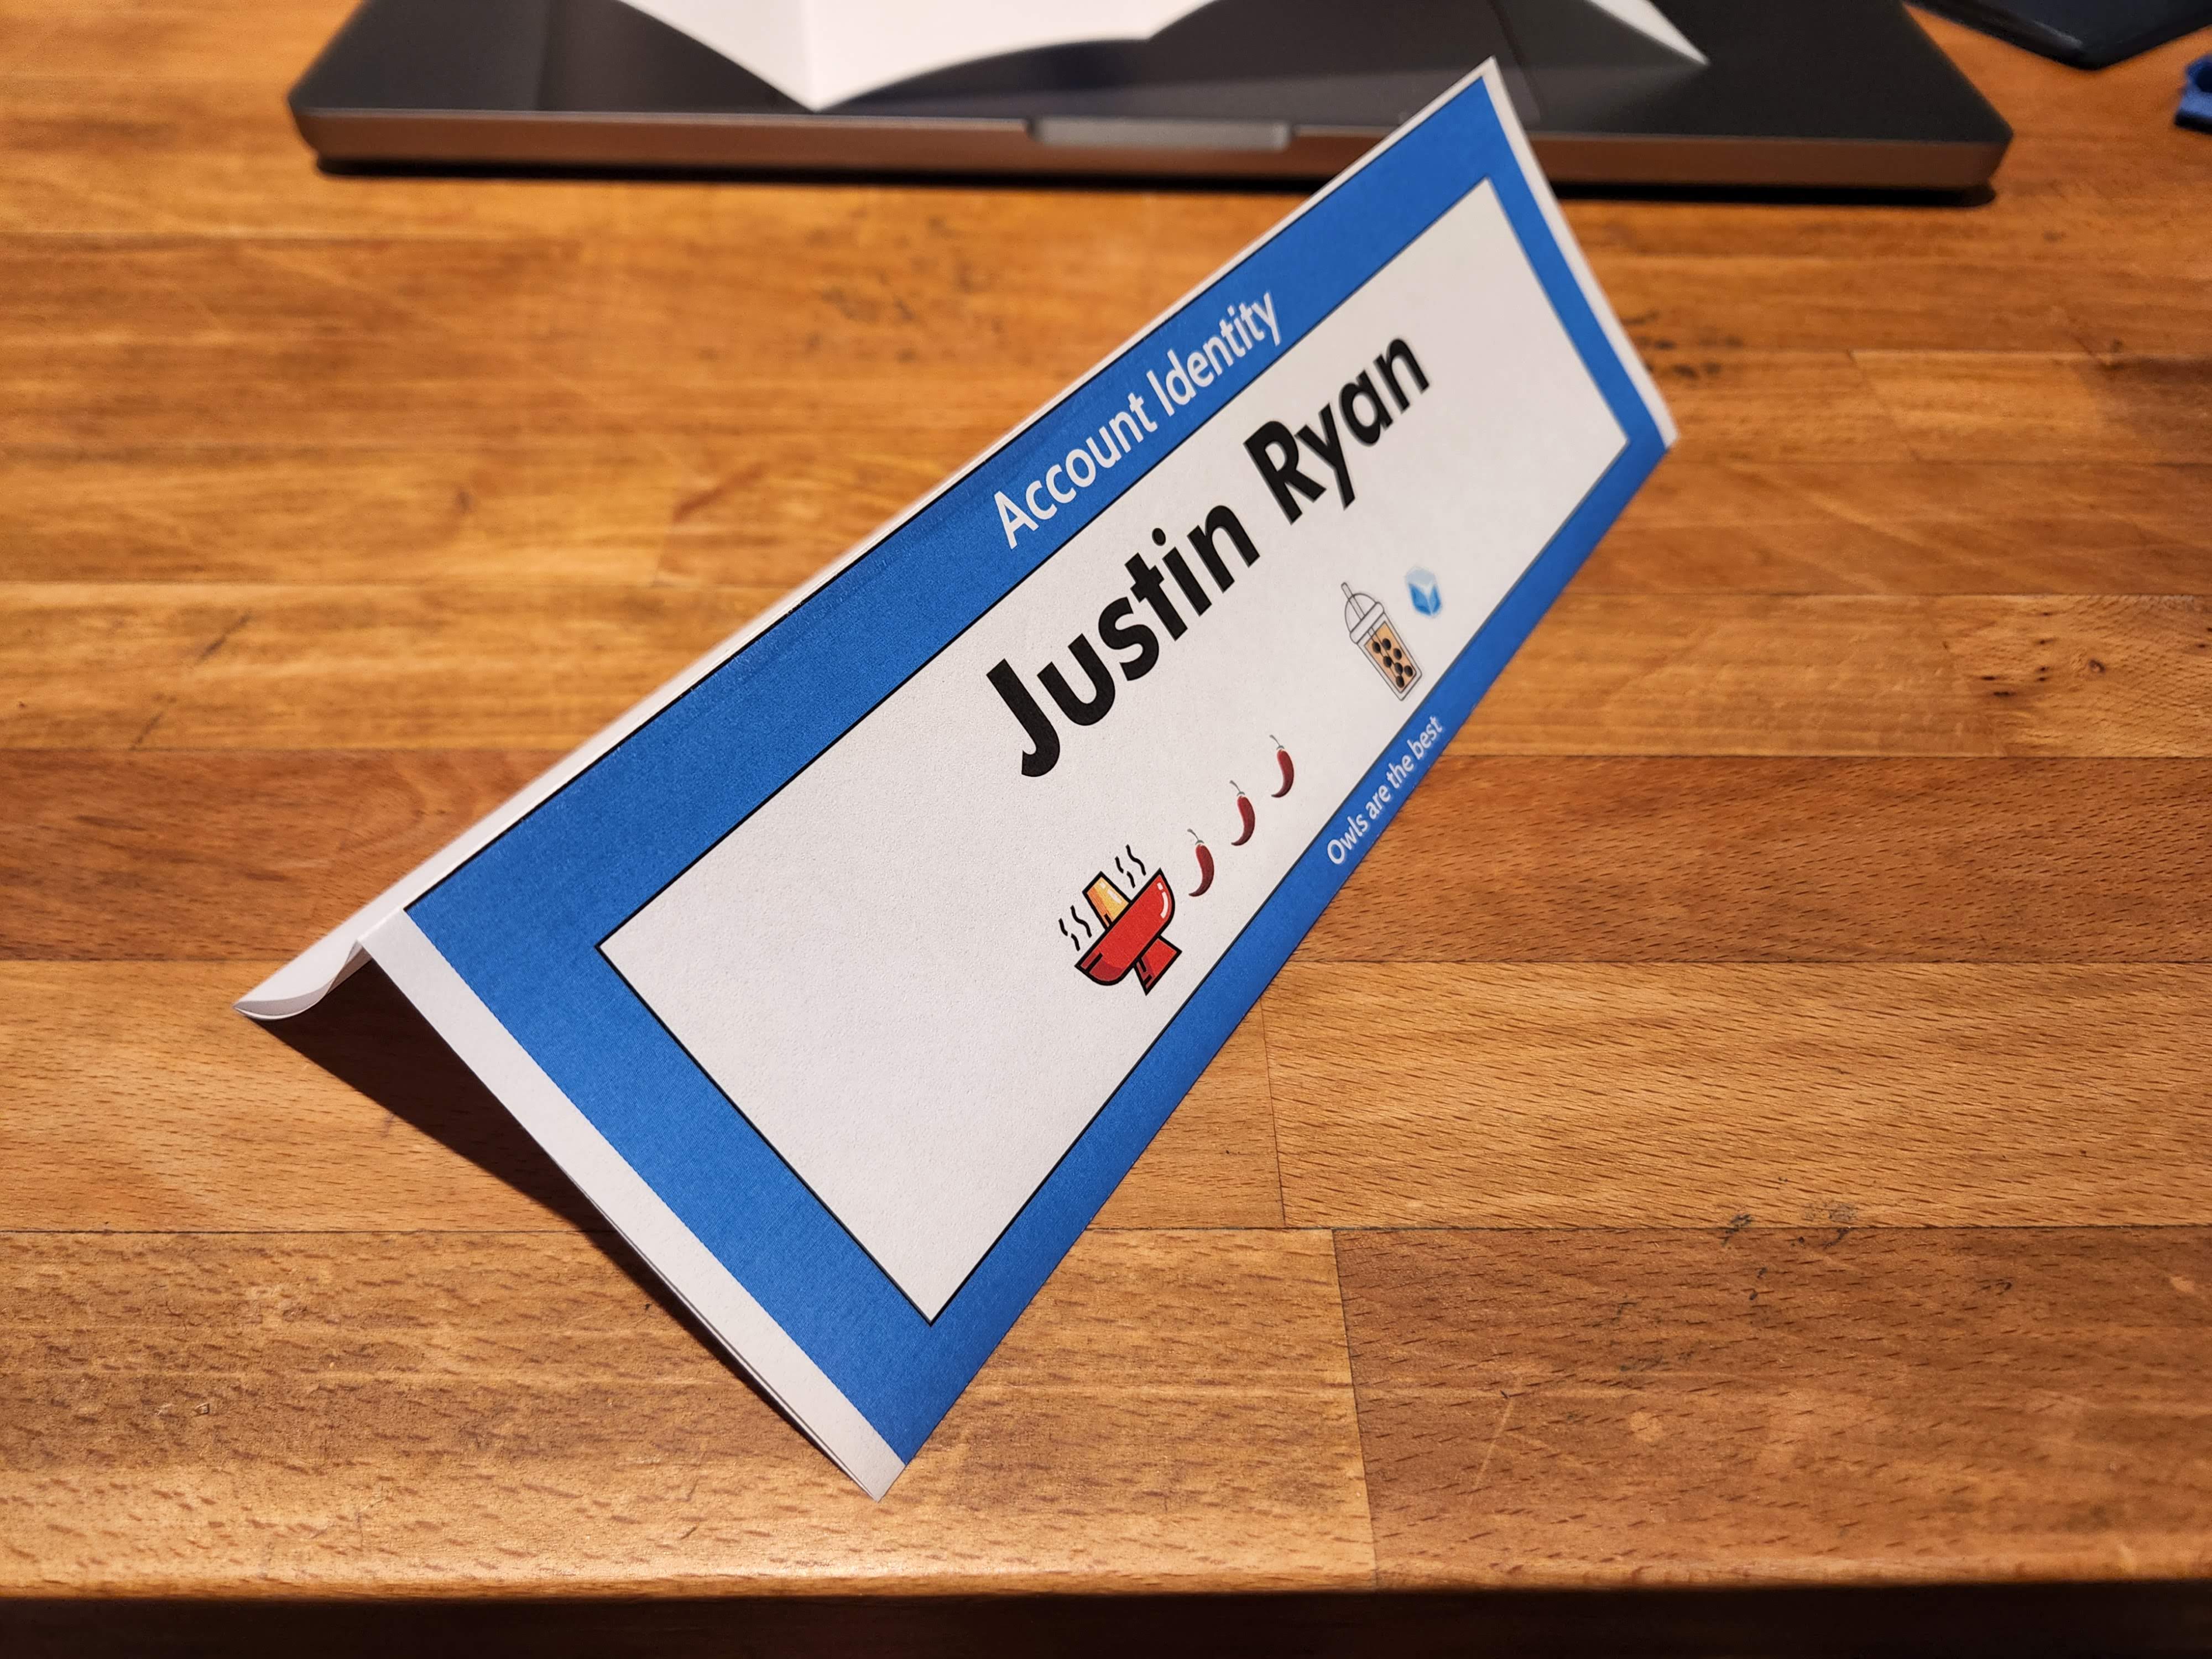 Account Identity
Justin Ryan
Owls are the best